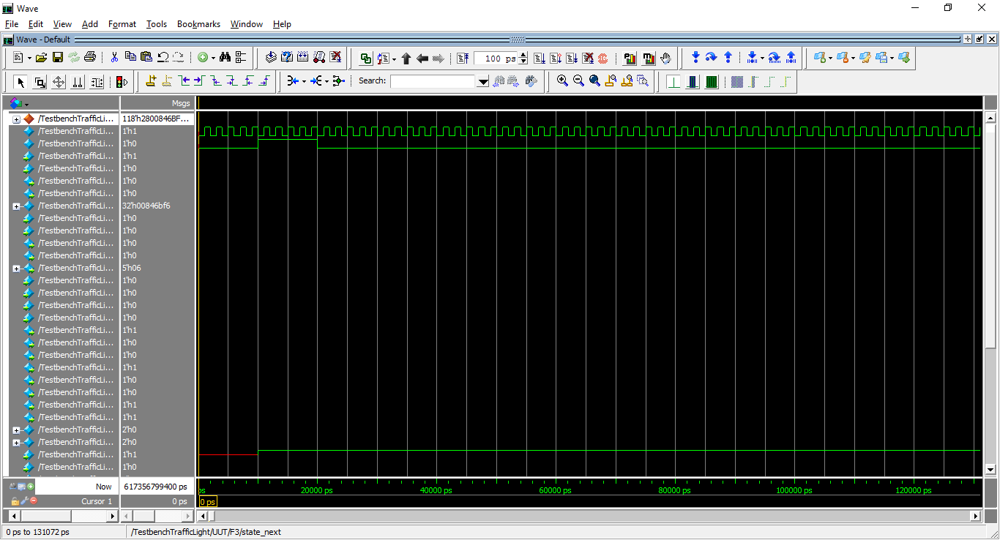 Wave
File Edit View Add Format Tools Bookmarks Window Help
Wave - Default
100 ps
Search:
Msgs
/TestbenchTrafficLi... 118'h2800846BF...
/TestbenchTrafficLi... 1'h1
/TestbenchTrafficLi... 1'h0
/TestbenchTrafficLi... 1'h1
/TestbenchTrafficLi... 1'h0
/TestbenchTrafficLi... 1'h0
/TestbenchTrafficLi... 1'h0
/TestbenchTrafficLi... 32'h00846bf6
/TestbenchTrafficLi... 1'h0
/TestbenchTrafficLi... 1'h0
/TestbenchTrafficLi... 1'h0
/TestbenchTrafficLi... 1'h0
/TestbenchTrafficLi... 5'h06
/TestbenchTrafficLi... 1'h0
/TestbenchTrafficLi... 1'h0
/TestbenchTrafficLi... 1'h0
/TestbenchTrafficLi... 1'h0
/TestbenchTrafficLi... 1'h1
/TestbenchTrafficLi... 1'h0
/TestbenchTrafficLi... 1'h0
/TestbenchTrafficLi... 1'h1
/TestbenchTrafficLi... 1'h0
/TestbenchTrafficLi... 1'h0
/TestbenchTrafficLi... 1'h1
/TestbenchTrafficLi... 1'h1
/TestbenchTrafficLi... 2'h0
/TestbenchTrafficLi... 2'h0
/TestbenchTrafficLi... 1'h1
/TestbenchTrafficLi... 1'h0
Now 617356799400 ps ps 20000 ps 40000 ps 60000 ps 80000 ps 100000 ps 120000 ps
Cursor 1 0 ps 0 ps
0 ps to 131072 ps /TestbenchTrafficLight/UUT/F3/state_next